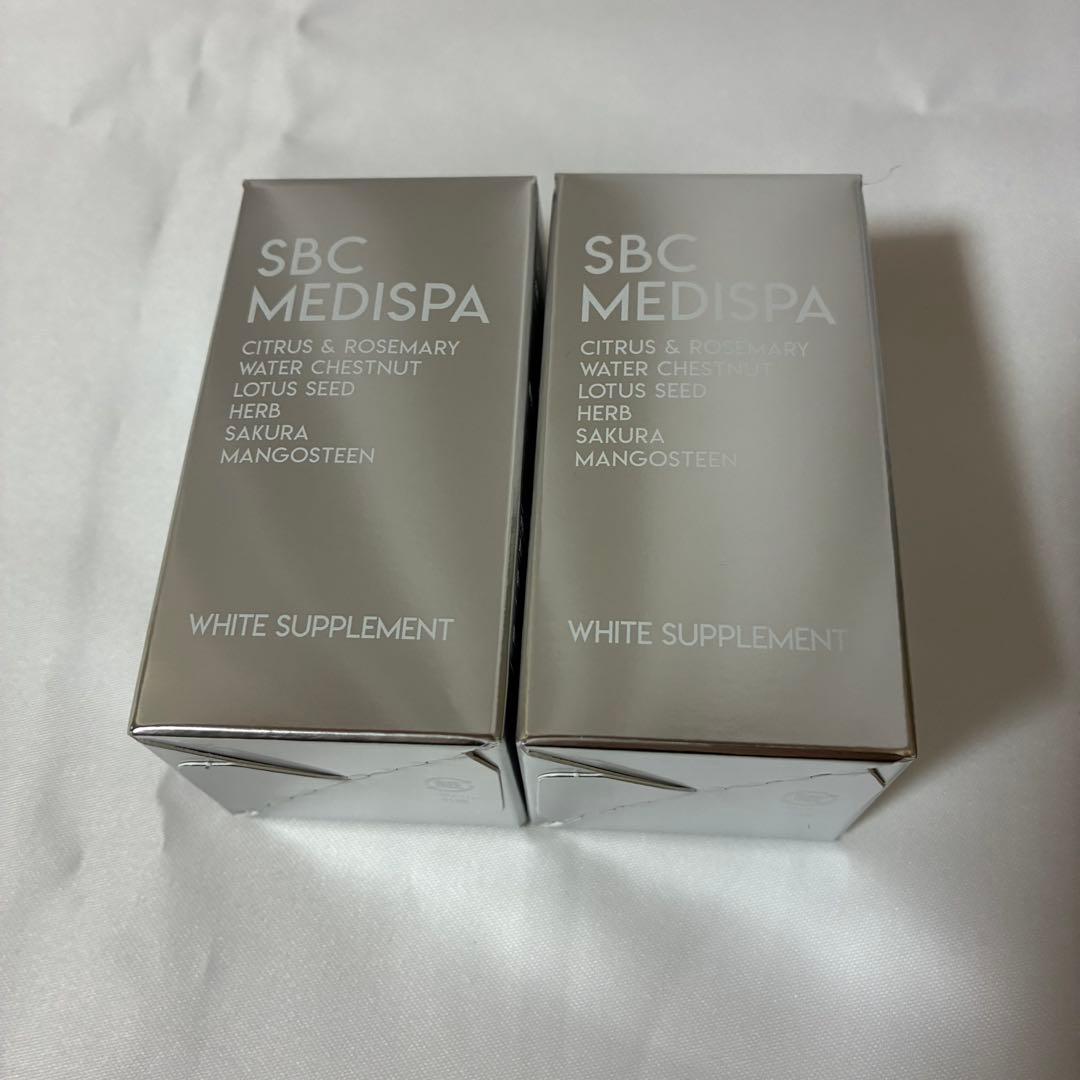 SBC
MEDISPA
CITRUS & ROSEMARY
WATER CHESTNUT
LOTUS SEED
HERB
SAKURA
MANGOSTEEN
WHITE SUPPLEMENT
SBC
MEDISPA
CITRUS & ROSEMARY
WATER CHESTNUT
LOTUS SEED
HERB
SAKURA
MANGOSTEEN
WHITE SUPPLEMENT